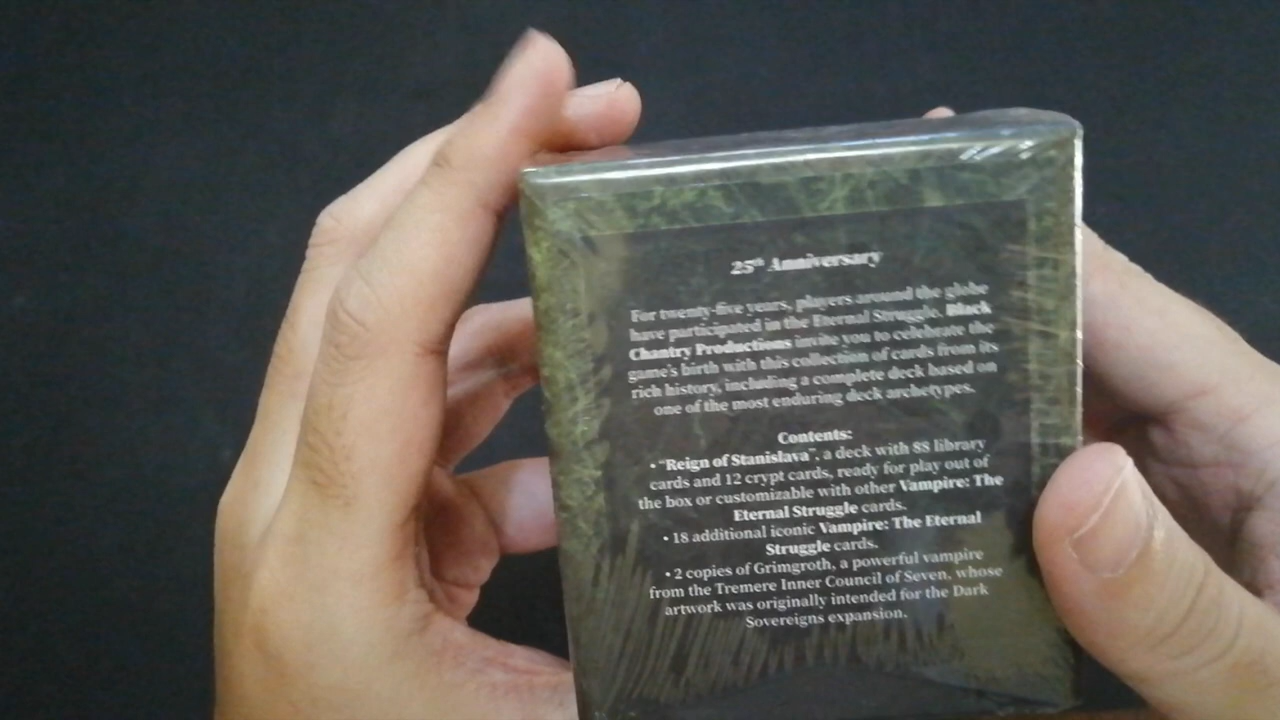 25th Anniversary
For twenty-five years, players around the globe
have participated in the Eternal Struggle. Black
Chantry Productions invite you to celebrate the
game's birth with this collection of cards from its
rich history, including a complete deck based on
one of the most enduring deck archetypes.
Contents:
• "Reign of Stanislava", a deck with 88 library
cards and 12 crypt cards, ready for play out of
the box or customizable with other Vampire: The
Eternal Struggle cards.
• 18 additional iconic Vampire: The Eternal
Struggle cards.
• 2 copies of Grimgroth, a powerful vampire
from the Tremere Inner Council of Seven, whose
artwork was originally intended for the Dark
Sovereigns expansion.